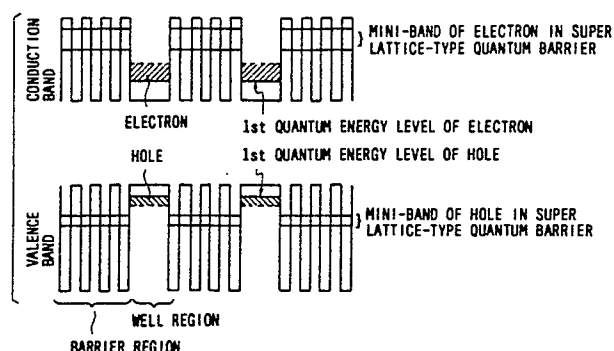 CONDUCTION
BAND
MINI-BAND OF ELECTRON IN SUPER
LATTICE-TYPE QUANTUM BARRIER
ELECTRON
1st QUANTUM ENERGY LEVEL OF ELECTRON
HOLE
1st QUANTUM ENERGY LEVEL OF HOLE
VALENCE
BAND
MINI-BAND OF HOLE IN SUPER
LATTICE-TYPE QUANTUM BARRIER
WELL REGION
BARRIER REGION